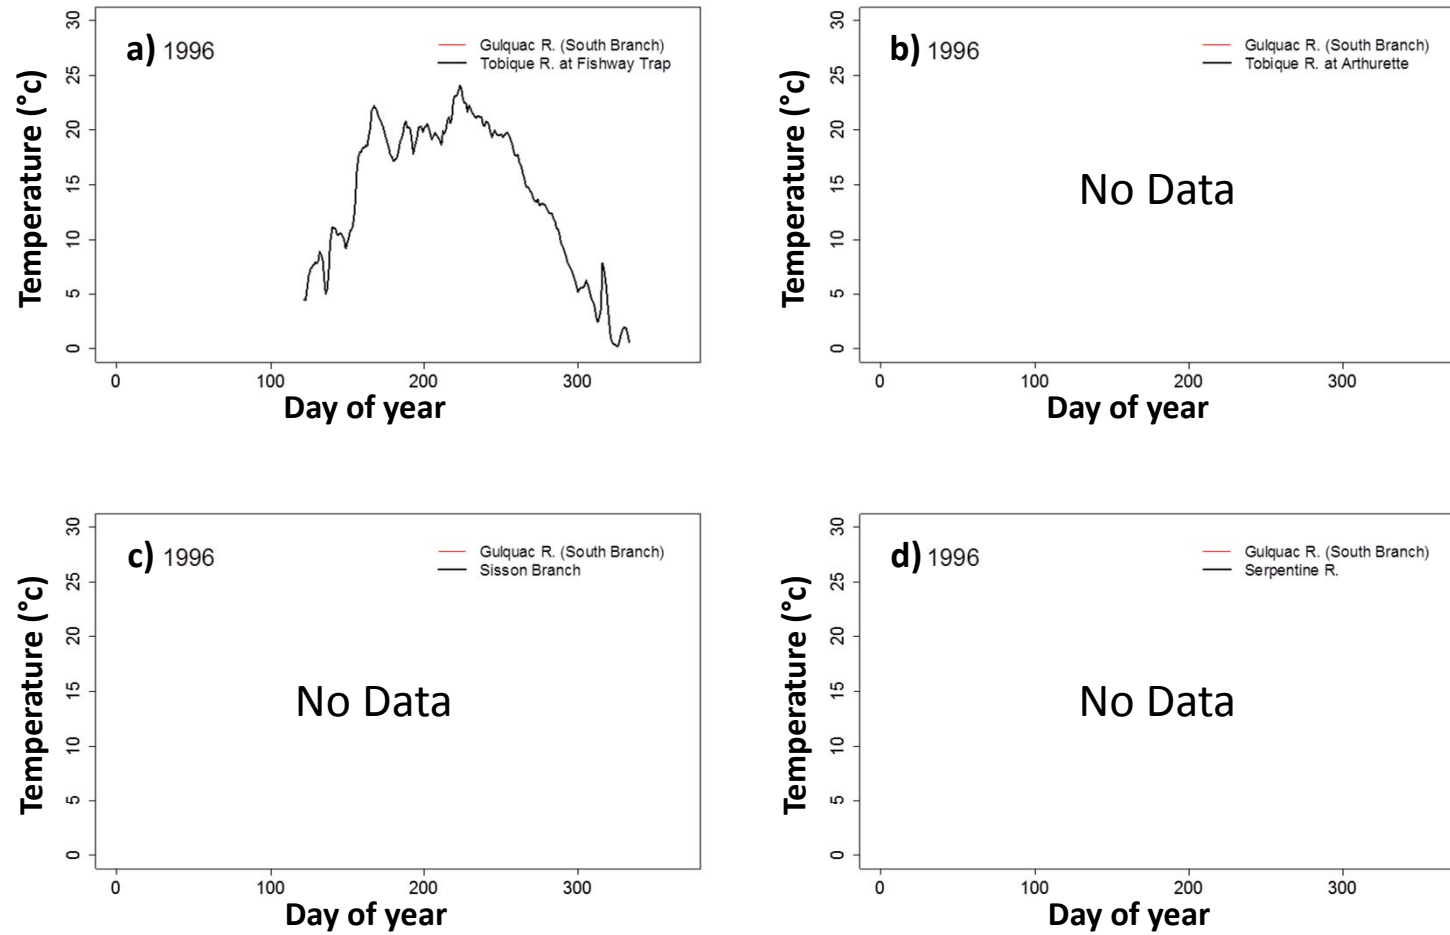 a) 1996
Gulquac R. (South Branch)
Tobique R. at Fishway Trap
Temperature (°c)
30
25
20
15
10
5
0
0 100 200 300
Day of year
b) 1996
Gulquac R. (South Branch)
Tobique R. at Arthurette
Temperature (°c)
30
25
20
15
10
5
0
No Data
0 100 200 300
Day of year
c) 1996
Gulquac R. (South Branch)
Sisson Branch
Temperature (°c)
30
25
20
15
10
5
0
No Data
0 100 200 300
Day of year
d) 1996
Gulquac R. (South Branch)
Serpentine R.
Temperature (°c)
30
25
20
15
10
5
0
No Data
0 100 200 300
Day of year